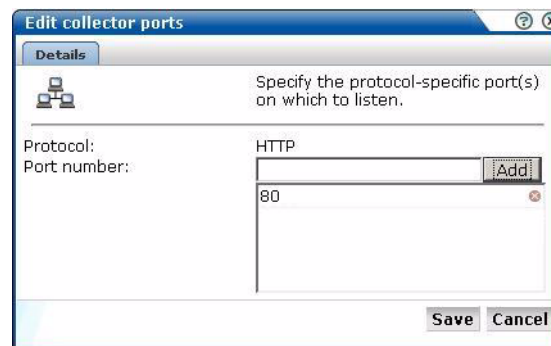 Edit collector ports
Details
Specify the protocol-specific port(s)
on which to listen.
Protocol: HTTP
Port number:
Add
80
Save Cancel